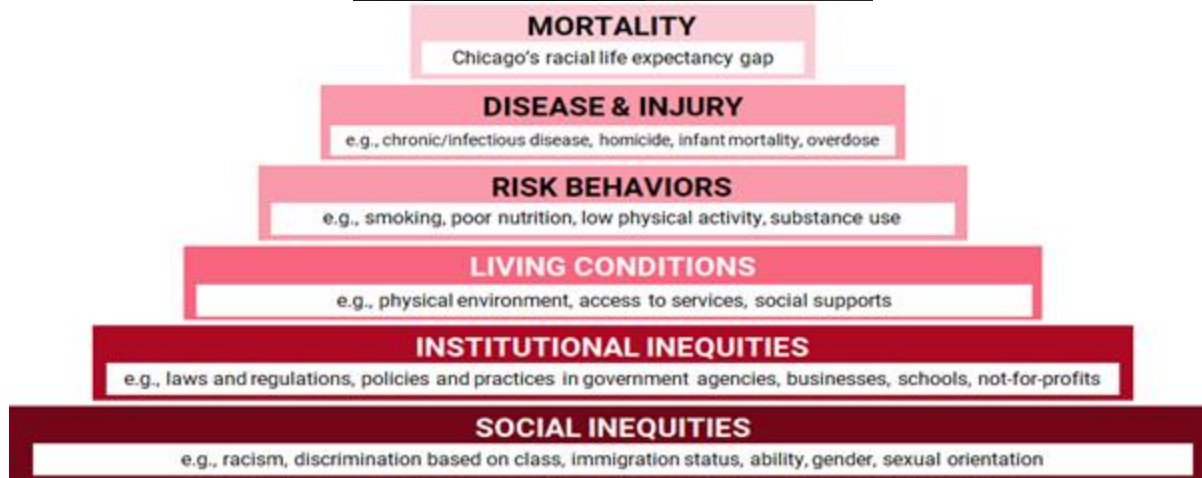 MORTALITY
Chicago's racial life expectancy gap
DISEASE & INJURY
e.g., chronic/infectious disease, homicide, infant mortality, overdose
RISK BEHAVIORS
e.g., smoking, poor nutrition, low physical activity, substance use
LIVING CONDITIONS
e.g., physical environment, access to services, social supports
INSTITUTIONAL INEQUITIES
e.g., laws and regulations, policies and practices in government agencies, businesses, schools, not-for-profits
SOCIAL INEQUITIES
e.g., racism, discrimination based on class, immigration status, ability, gender, sexual orientation